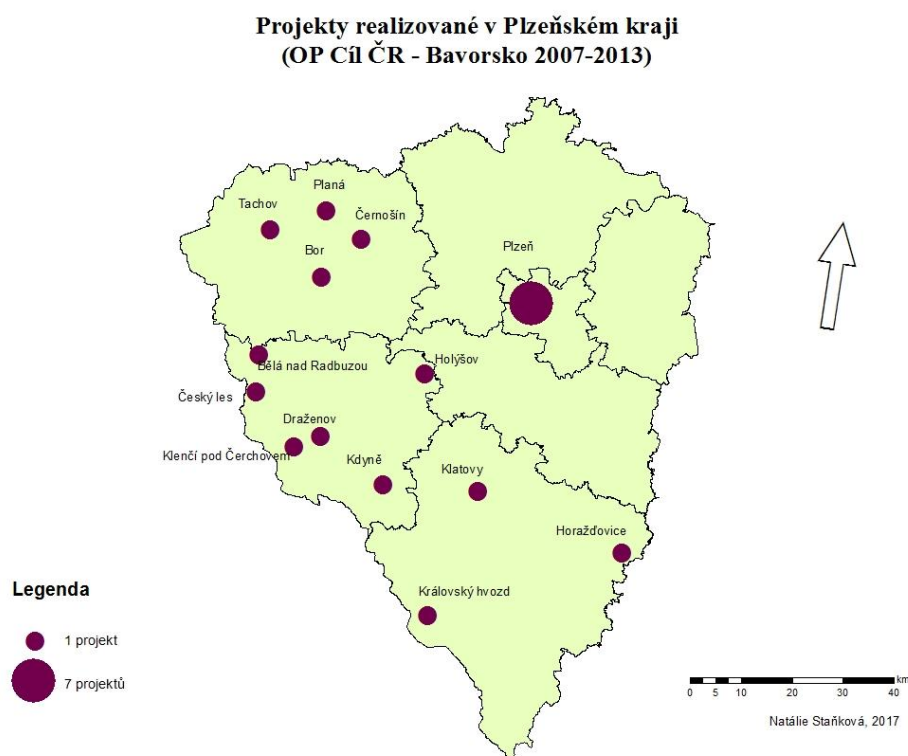 Projekty realizované v Plzeňském kraji
(OP Cíl ČR - Bavorsko 2007-2013)
Planá
Tachov
Černošín
Bor
Plzeň
Bělá nad Radbuzou
Holýšov
Český les
Draženov
Klenčí pod Čerchovem
Kdyně
Klatovy
Horažďovice
Královský hvozd
Legenda
1 projekt
7 projektů
km
0 5 10 20 30 40
Natálie Staňková, 2017